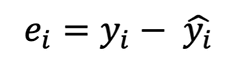 eᵢ = yᵢ − ŷᵢ